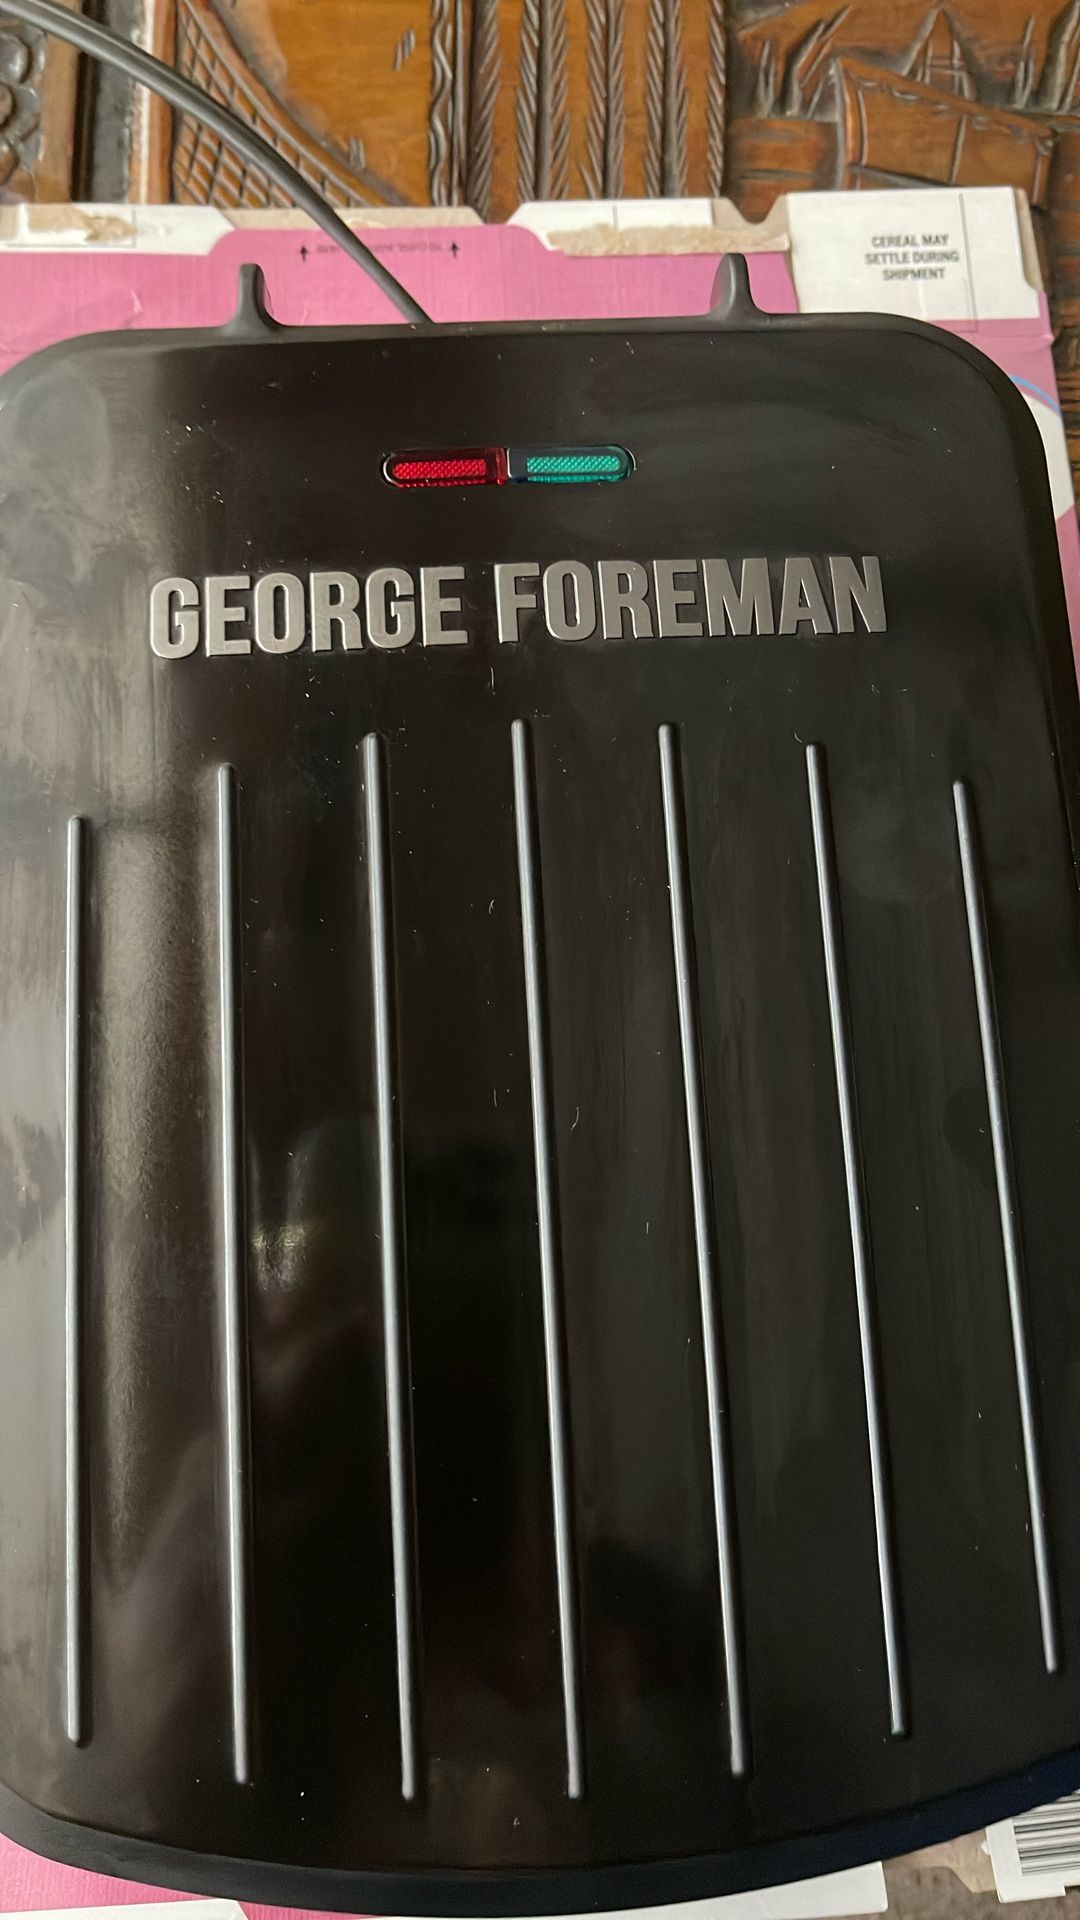 CEREAL MAY
SETTLE DURING
SHIPMENT
GEORGE FOREMAN